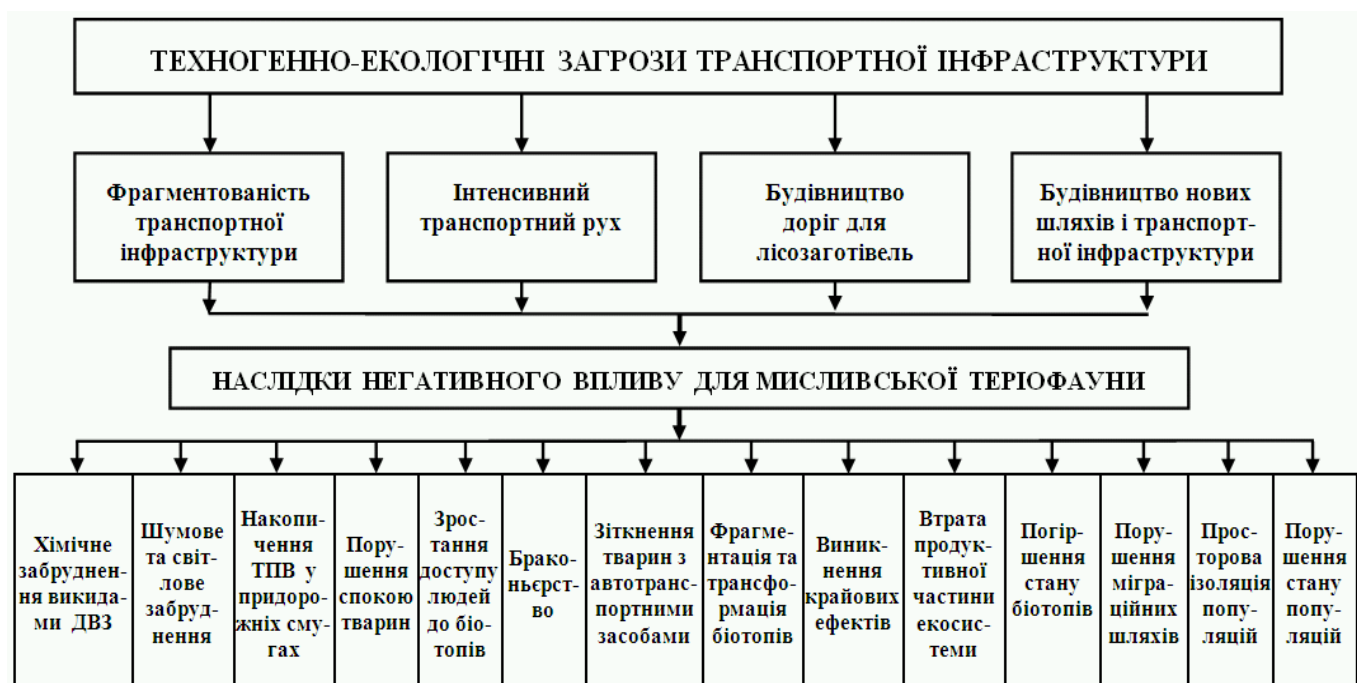 ТЕХНОГЕННО-ЕКОЛОГІЧНІ ЗАГРОЗИ ТРАНСПОРТНОЇ ІНФРАСТРУКТУРИ
Фрагментованість
транспортної
інфраструктури
Інтенсивний
транспортний рух
Будівництво
доріг для
лісозаготівель
Будівництво нових
шляхів і транспорт-
ної інфраструктури
НАСЛІДКИ НЕГАТИВНОГО ВПЛИВУ ДЛЯ МИСЛИВСЬКОЇ ТЕРІОФАУНИ
Хімічне
забруднен-
ня викида-
ми ДВЗ
Шумове
та світ-
лове
забруд-
нення
Накопи-
чення
ТПВ у
придоро-
жніх сму-
гах
Пору-
шення
спокою
тварин
Зрос-
тання
доступу
людей
до біо-
топів
Брако-
ньєрст-
во
Зіткнення
тварин з
автотранс-
портними
засобами
Фрагме-
нтація та
трансфо-
рмація
біотопів
Виник-
нення
крайових
ефектів
Втрата
продук-
тивної
частини
екосис-
теми
Погір-
шення
стану
біотопів
Пору-
шення
мігра-
ційних
шляхів
Прос-
торова
ізоляція
попу-
ляцій
Пору-
шення
стану
попу-
ляцій